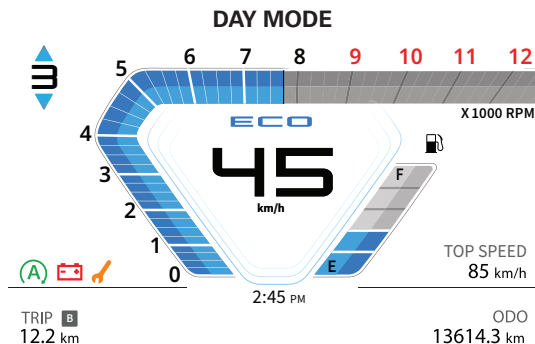 DAY MODE
3
5 6 7 8 9 10 11 12
X 1000 RPM
ECO
4
45
km/h
3
F
2
1
E
0
TOP SPEED
85 km/h
A
2:45 PM
TRIP B
12.2 km
ODO
13614.3 km